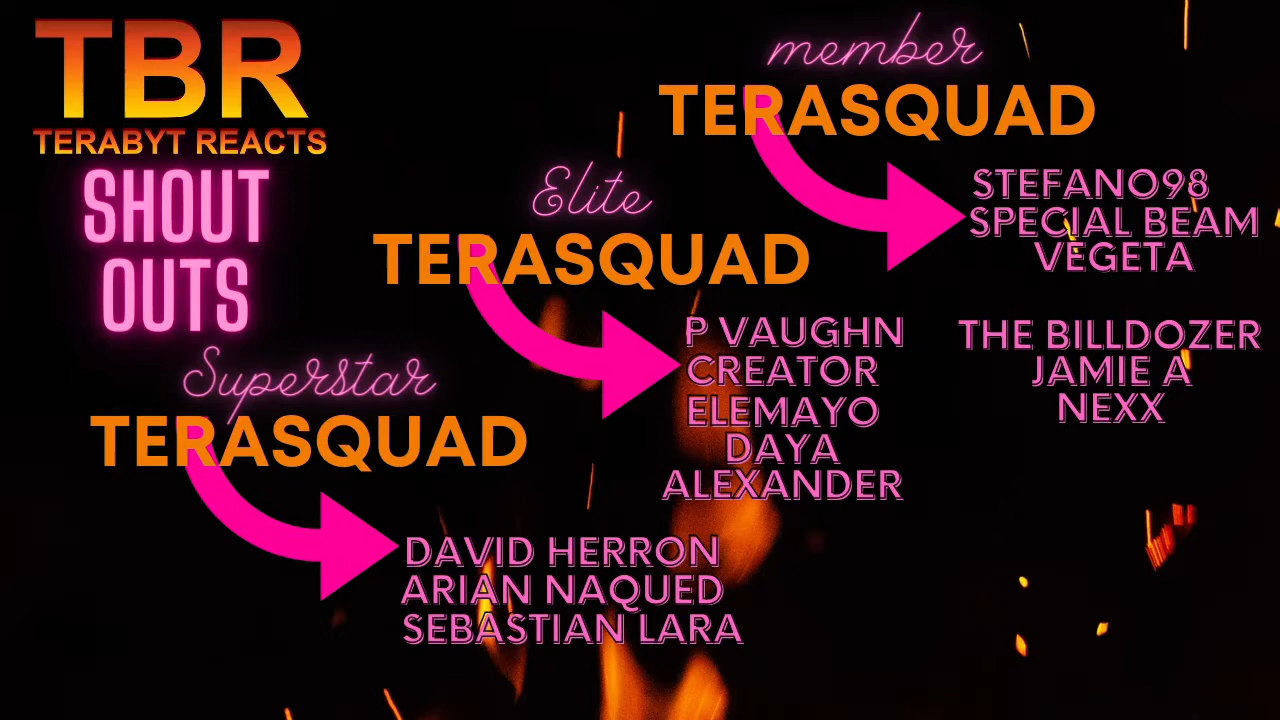 TBR
TERABYT REACTS
SHOUT
OUTS
member
TERASQUAD
STEFANO98
SPECIAL BEAM
VEGETA
THE BILLDOZER
JAMIE A
NEXX
Elite
TERASQUAD
P VAUGHN
CREATOR
ELEMAYO
DAYA
ALEXANDER
Superstar
TERASQUAD
DAVID HERRON
ARIAN NAQUED
SEBASTIAN LARA